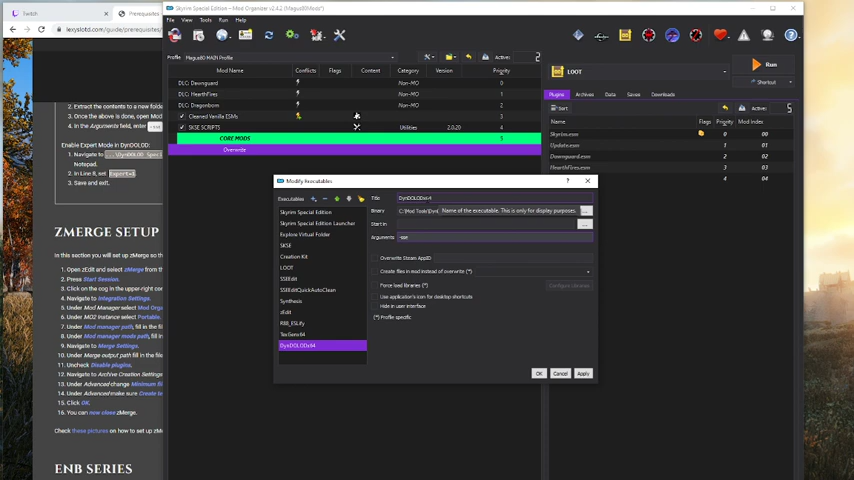 Twitch
Prerequisites
lexyslotd.com/guide/prerequisites/
2. Extract the contents to a new folder
3. Once the above is done, open Mod
4. In the Arguments field, enter
Enable Expert Mode in DynDOLOD:
1. Navigate to
Notepad.
2. In Line 8, set Expert=1
3. Save and exit.
ZMERGE SETUP
In this section you will set up zMerge
1. Open zEdit and select zMerge from the
2. Press Start Session.
3. Click on the cog in the upper right corner
4. Navigate to Integration Settings.
5. Under Mod Manager select Mod Org
6. Under MO2 Instance select Portable.
7. Under Mod manager path, fill in the
8. Under Mod manager mods path, fill in
9. Navigate to Merge Settings.
10. Under Merge output path fill in the file
11. Uncheck Disable plugins.
12. Navigate to Archive Creation Settings
13. Under Advanced change Minimum fil
14. Under Advanced make sure Create te
15. Click OK.
16. You can now close zMerge.
Check these pictures on how to set up zMe
ENB SERIES
Skyrim Special Edition – Mod Organizer v2.4.2
File View Tools Run Help
Profile Magus80 MAIN Profile
Active: 2
Mod Name Conflicts Flags Content Category Version Priority
DLC: Dawnguard Non-MO 0
DLC: HearthFires Non-MO 1
DLC: Dragonborn Non-MO 2
Cleaned Vanilla ESMs
SKSE SCRIPTS Utilities 2.0.20 4
CORE MODS 5
Overwrite
LOOT
Run
Shortcut
Plugins Archives Data Saves Downloads
Sort
Active: 5
Name Flags Priority Mod Index
Skyrim.esm 0 00
Update.esm 1 01
Dawnguard.esm 2 02
HearthFires.esm 3 03
4 04
Modify Executables
Executables
Skyrim Special Edition
Skyrim Special Edition Launcher
Explore Virtual Folder
SKSE
Creation Kit
LOOT
SSEEdit
SSEEditQuickAutoClean
Synthesis
zEdit
TexGenx64
DynDOLODx64
Title DynDOLODx64
Binary C:\Mod Tools\Dyn
Name of the executable. This is only for display purposes.
Start in
Arguments -sse
Overwrite Steam AppID
Create files in mod instead of overwrite (*)
Force load libraries (*)
Configure Libraries
Use application's icon for desktop shortcuts
Hide in user interface
(*) Profile specific
OK Cancel Apply